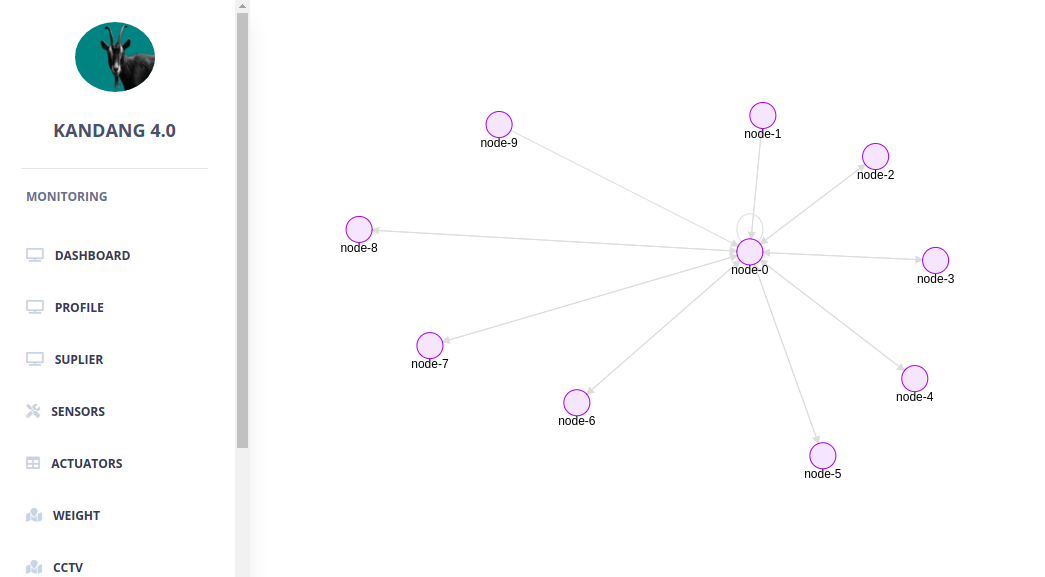 KANDANG 4.0
MONITORING
DASHBOARD
PROFILE
SUPLIER
SENSORS
ACTUATORS
WEIGHT
CCTV
node-9
node-1
node-2
node-8
node-0
node-3
node-7
node-4
node-6
node-5